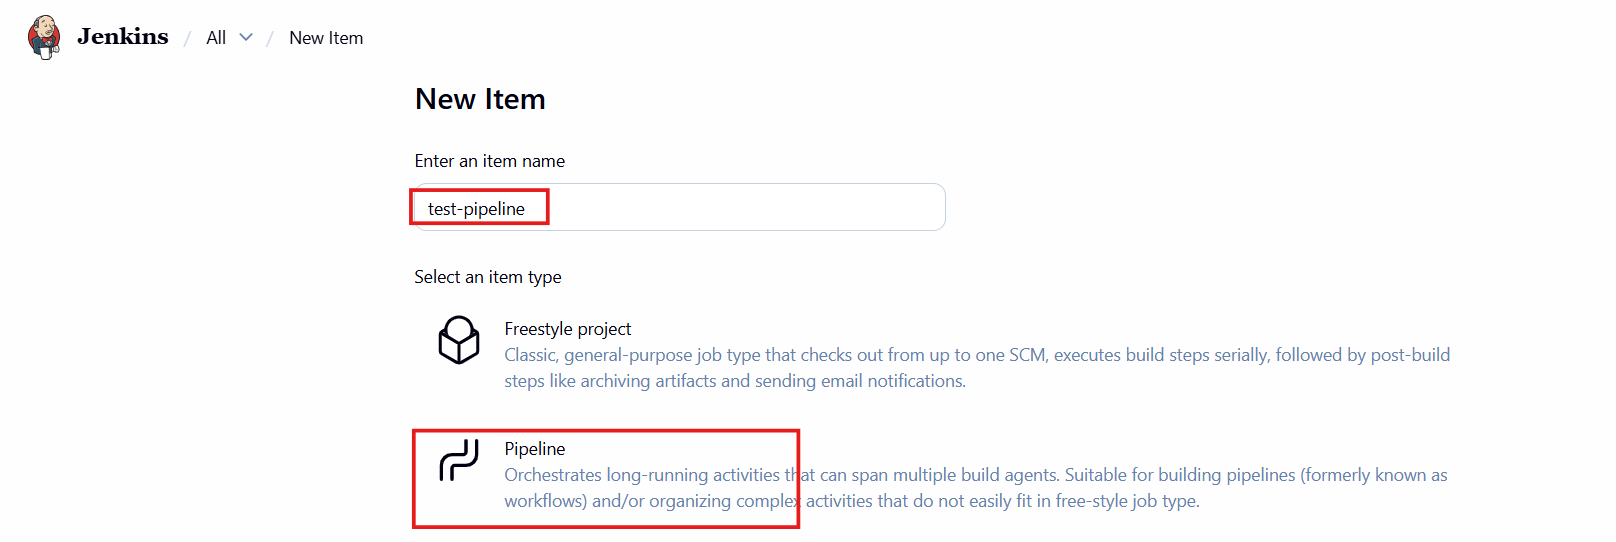 Jenkins / All / New Item
New Item
Enter an item name
test-pipeline
Select an item type
Freestyle project
Classic, general-purpose job type that checks out from up to one SCM, executes build steps serially, followed by post-build
steps like archiving artifacts and sending email notifications.
Pipeline
Orchestrates long-running activities that can span multiple build agents. Suitable for building pipelines (formerly known as
workflows) and/or organizing complex activities that do not easily fit in free-style job type.